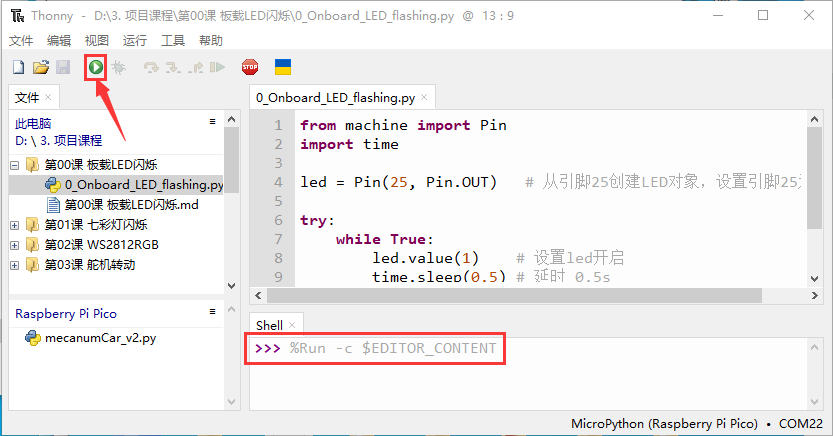 Thonny - D:\3. 项目课程\第00课 板载LED闪烁\0_Onboard_LED_flashing.py @ 13 : 9
文件 编辑 视图 运行 工具 帮助
STOP
文件 ×
此电脑
D: \ 3. 项目课程
第00课 板载LED闪烁
0_Onboard_LED_flashing.py
第00课 板载LED闪烁.md
第01课 七彩灯闪烁
第02课 WS2812RGB
第03课 舵机转动
Raspberry Pi Pico
mecanumCar_v2.py
0_Onboard_LED_flashing.py ×
1 from machine import Pin
2 import time
3
4 led = Pin(25, Pin.OUT) # 从引脚25创建LED对象，设置引脚25
5
6 try:
7 while True:
8 led.value(1) # 设置led开启
9 time.sleep(0.5) # 延时 0.5s
Shell ×
>>> %Run -c $EDITOR_CONTENT
MicroPython (Raspberry Pi Pico) • COM22